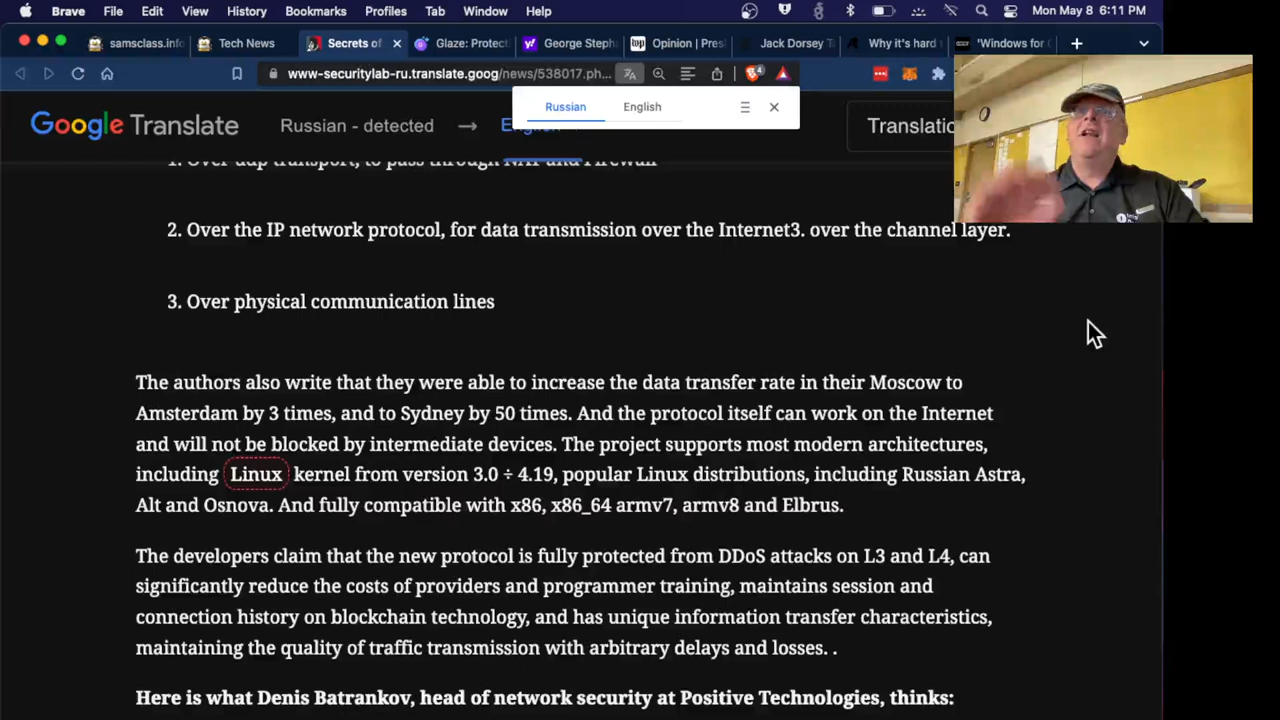 Brave File Edit View History Bookmarks Profiles Tab Window Help Mon May 8 6:11 PM
samsclass.info Tech News Secrets of Glaze: Protect George Steph Opinion | Pres Jack Dorsey T Why it's hard 'Windows for
www-securitylab-ru.translate.goog/news/538017.ph... 4
Russian English
Google Translate Russian - detected → English Translatio
1. Over udp transport, to pass through NAT and Firewall
2. Over the IP network protocol, for data transmission over the Internet3. over the channel layer.
3. Over physical communication lines
The authors also write that they were able to increase the data transfer rate in their Moscow to
Amsterdam by 3 times, and to Sydney by 50 times. And the protocol itself can work on the Internet
and will not be blocked by intermediate devices. The project supports most modern architectures,
including Linux kernel from version 3.0 ÷ 4.19, popular Linux distributions, including Russian Astra,
Alt and Osnova. And fully compatible with x86, x86_64 armv7, armv8 and Elbrus.
The developers claim that the new protocol is fully protected from DDoS attacks on L3 and L4, can
significantly reduce the costs of providers and programmer training, maintains session and
connection history on blockchain technology, and has unique information transfer characteristics,
maintaining the quality of traffic transmission with arbitrary delays and losses. .
Here is what Denis Batrankov, head of network security at Positive Technologies, thinks: